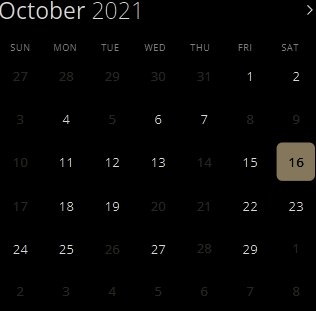 October 2021
SUN MON TUE WED THU FRI SAT
27 28 29 30 31 1 2
3 4 5 6 7 8 9
10 11 12 13 14 15 16
17 18 19 20 21 22 23
24 25 26 27 28 29 1
2 3 4 5 6 7 8